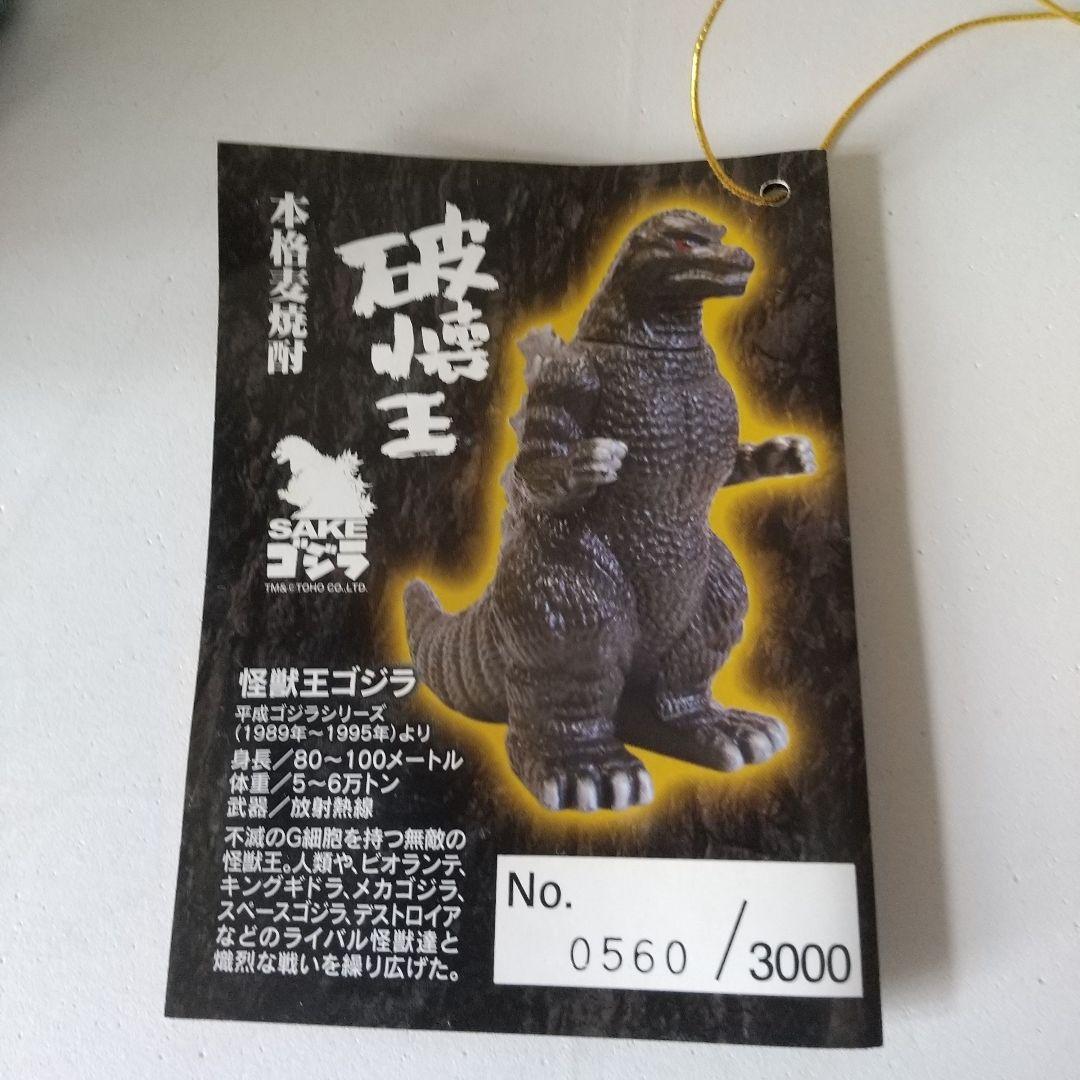 本格麦焼酎
破壊王
SAKE
ゴジラ
TM&©TOHO CO.,LTD.
怪獣王ゴジラ
平成ゴジラシリーズ
(1989年〜1995年)より
身長／80〜100メートル
体重／5〜6万トン
武器／放射熱線
不滅のG細胞を持つ無敵の
怪獣王。人類や、ビオランテ、
キングギドラ、メカゴジラ、
スペースゴジラ、デストロイア
などのライバル怪獣達と
熾烈な戦いを繰り広げた。
No.
0560/3000